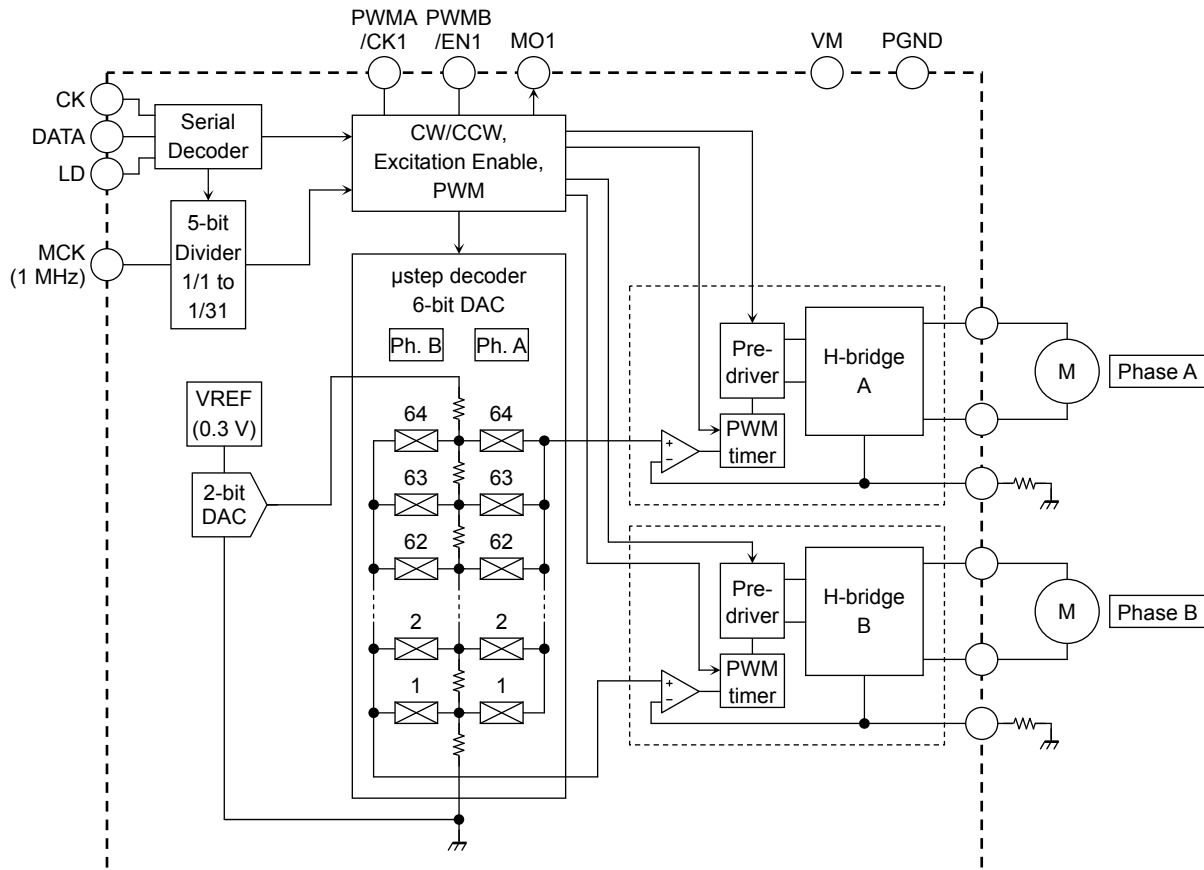 PWMA
/CK1
PWMB
/EN1
MO1
VM
PGND
CK
DATA
LD
Serial
Decoder
CW/CCW,
Excitation Enable,
PWM
MCK
(1 MHz)
5-bit
Divider
1/1 to
1/31
µstep decoder
6-bit DAC
Ph. B
Ph. A
VREF
(0.3 V)
2-bit
DAC
64
64
63
63
62
62
2
2
1
1
Pre-
driver
H-bridge
A
PWM
timer
+
−
M
Phase A
Pre-
driver
H-bridge
B
PWM
timer
+
−
M
Phase B